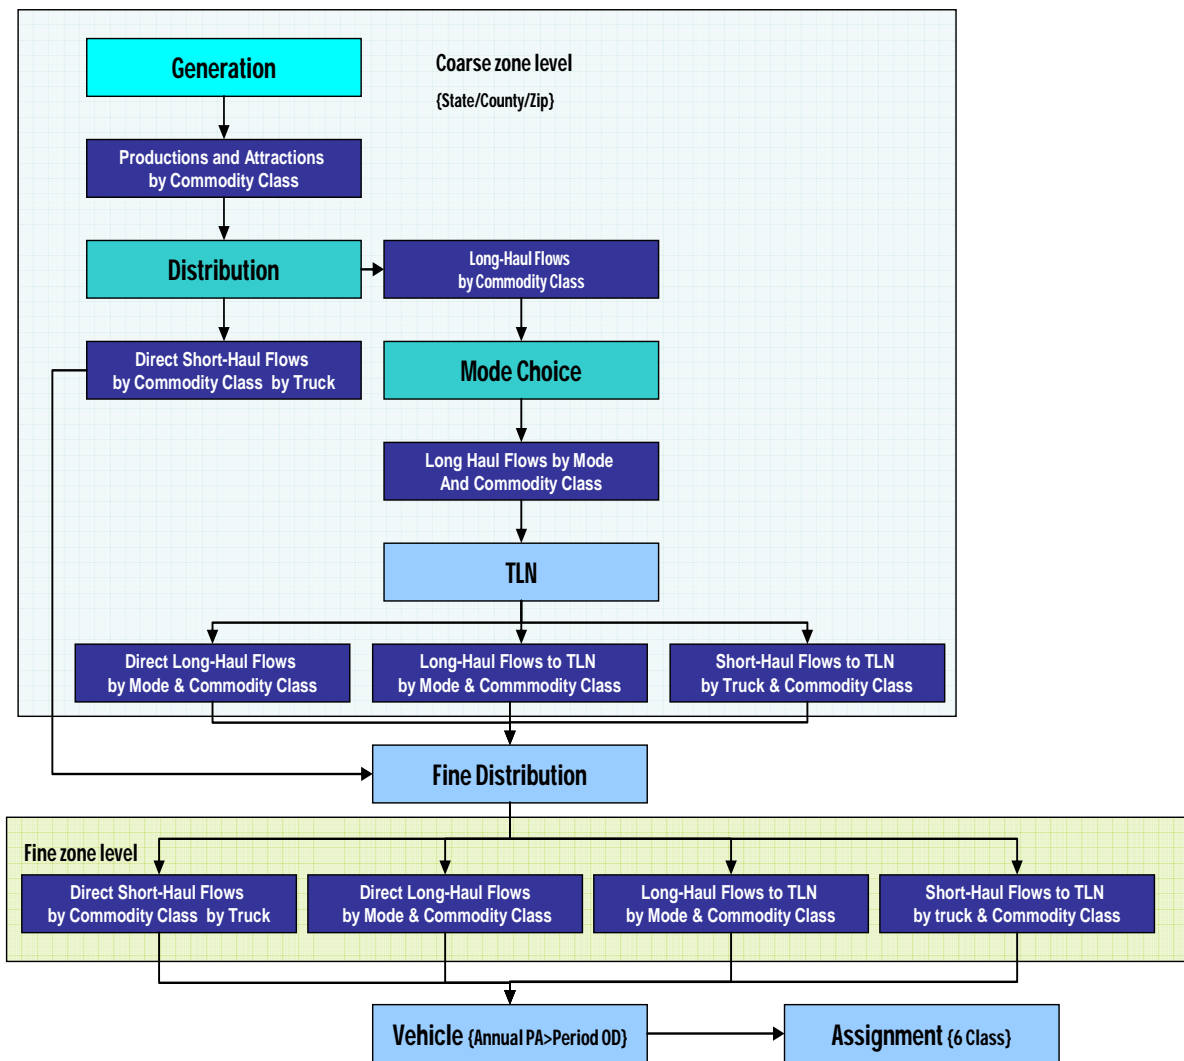 Generation
Coarse zone level
{State/County/Zip}
Productions and Attractions
by Commodity Class
Distribution
Long-Haul Flows
by Commodity Class
Direct Short-Haul Flows
by Commodity Class by Truck
Mode Choice
Long Haul Flows by Mode
And Commodity Class
TLN
Direct Long-Haul Flows
by Mode & Commodity Class
Long-Haul Flows to TLN
by Mode & Commmodity Class
Short-Haul Flows to TLN
by Truck & Commodity Class
Fine Distribution
Fine zone level
Direct Short-Haul Flows
by Commodity Class by Truck
Direct Long-Haul Flows
by Mode & Commodity Class
Long-Haul Flows to TLN
by Mode & Commodity Class
Short-Haul Flows to TLN
by truck & Commodity Class
Vehicle {Annual PA>Period OD}
Assignment {6 Class}